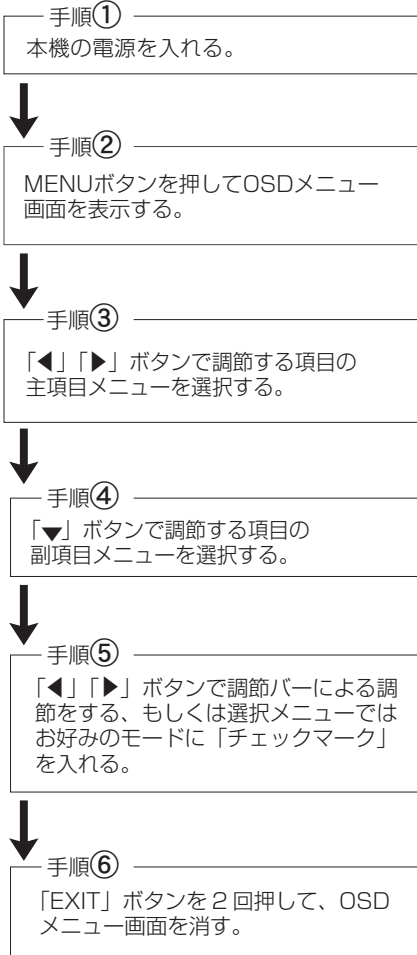 手順①
本機の電源を入れる。
手順②
MENUボタンを押してOSDメニュー
画面を表示する。
手順③
「◀」「▶」ボタンで調節する項目の
主項目メニューを選択する。
手順④
「▼」ボタンで調節する項目の
副項目メニューを選択する。
手順⑤
「◀」「▶」ボタンで調節バーによる調
節をする、もしくは選択メニューでは
お好みのモードに「チェックマーク」
を入れる。
手順⑥
「EXIT」ボタンを2回押して、OSD
メニュー画面を消す。